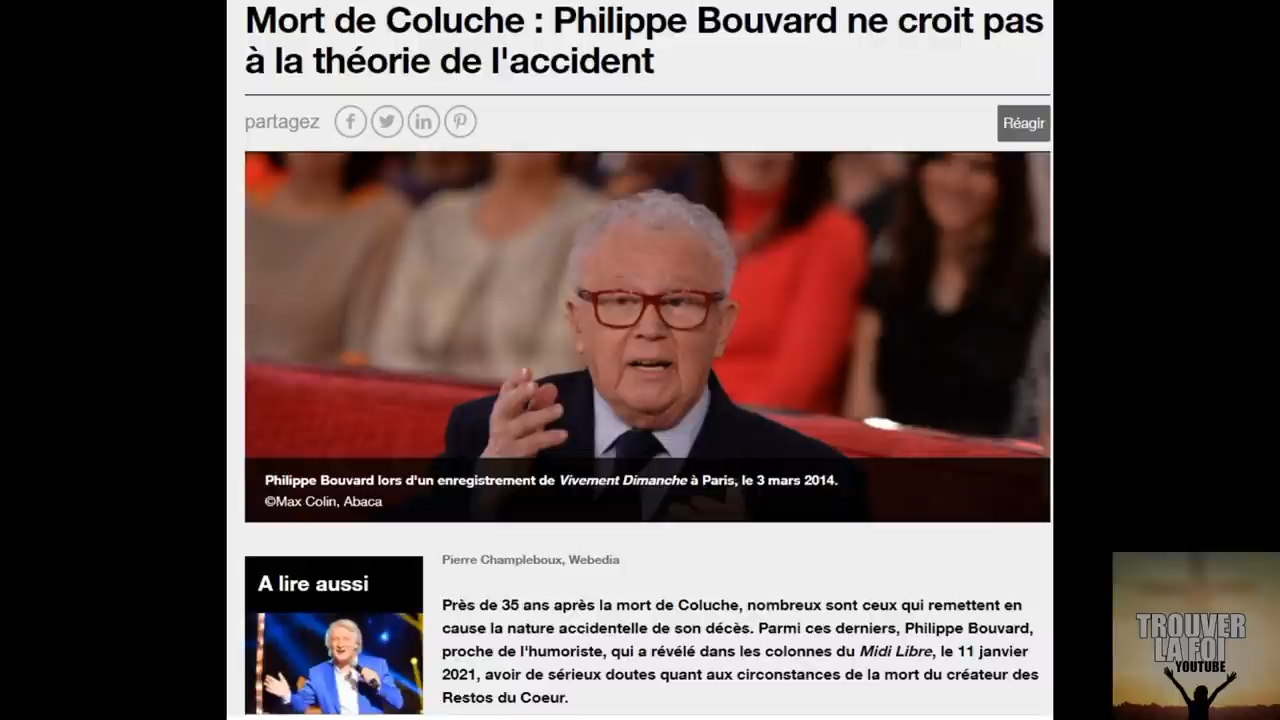 Mort de Coluche : Philippe Bouvard ne croit pas
à la théorie de l'accident
partagez
Réagir
Philippe Bouvard lors d'un enregistrement de Vivement Dimanche à Paris, le 3 mars 2014.
©Max Colin, Abaca
Pierre Champleboux, Webedia
A lire aussi
Près de 35 ans après la mort de Coluche, nombreux sont ceux qui remettent en
cause la nature accidentelle de son décès. Parmi ces derniers, Philippe Bouvard,
proche de l'humoriste, qui a révélé dans les colonnes du Midi Libre, le 11 janvier
2021, avoir de sérieux doutes quant aux circonstances de la mort du créateur des
Restos du Coeur.
TROUVER
LA FOI
YOUTUBE